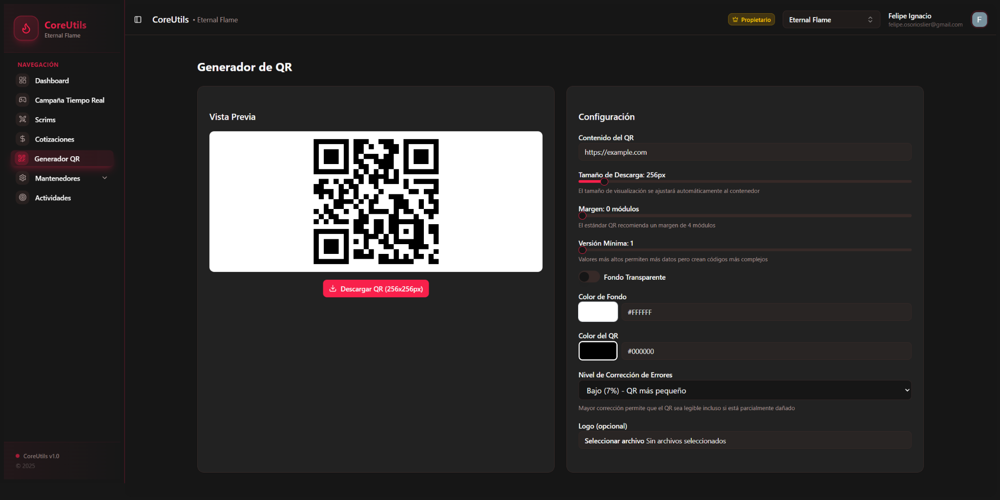 CoreUtils
Eternal Flame
NAVEGACIÓN
Dashboard
Campaña Tiempo Real
Scrims
Cotizaciones
Generador QR
Mantenedores
Actividades
CoreUtils v1.0
© 2025
CoreUtils • Eternal Flame
Propietario
Eternal Flame
Felipe Ignacio
felipe.osorioslier@gmail.com
F
Generador de QR
Vista Previa
Descargar QR (256x256px)
Configuración
Contenido del QR
https://example.com
Tamaño de Descarga: 256px
El tamaño de visualización se ajustará automáticamente al contenedor
Margen: 0 módulos
El estándar QR recomienda un margen de 4 módulos
Versión Mínima: 1
Valores más altos permiten más datos pero crean códigos más complejos
Fondo Transparente
Color de Fondo
#FFFFFF
Color del QR
#000000
Nivel de Corrección de Errores
Bajo (7%) - QR más pequeño
Mayor corrección permite que el QR sea legible incluso si está parcialmente dañado
Logo (opcional)
Seleccionar archivo Sin archivos seleccionados